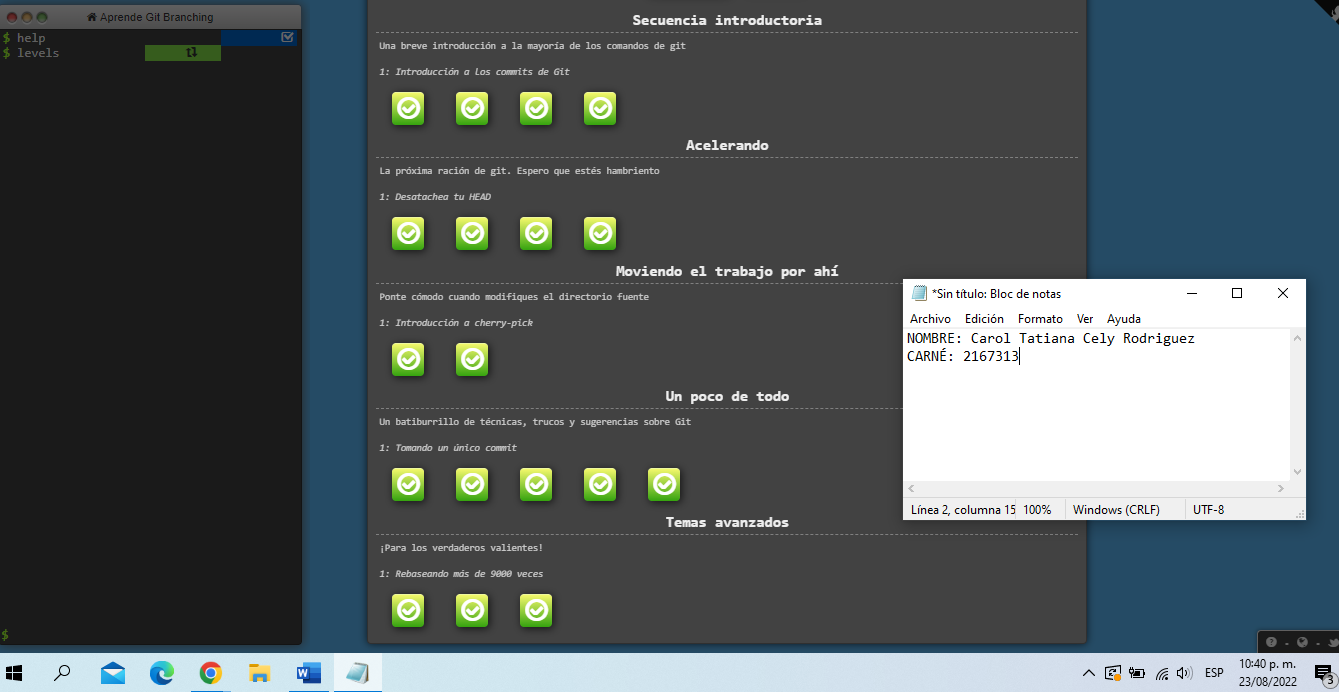 Aprende Git Branching
$ help
$ levels
$
Secuencia introductoria
Una breve introducción a la mayoría de los comandos de git
1: Introducción a los commits de Git
Acelerando
La próxima ración de git. Espero que estés hambriento
1: Desatachea tu HEAD
Moviendo el trabajo por ahí
Ponte cómodo cuando modifiques el directorio fuente
1: Introducción a cherry-pick
Un poco de todo
Un batiburrillo de técnicas, trucos y sugerencias sobre Git
1: Tomando un único commit
Temas avanzados
¡Para los verdaderos valientes!
1: Rebaseando más de 9000 veces
*Sin título: Bloc de notas
Archivo Edición Formato Ver Ayuda
NOMBRE: Carol Tatiana Cely Rodriguez
CARNÉ: 2167313
Línea 2, columna 15 100% Windows (CRLF) UTF-8
ESP
10:40 p. m.
23/08/2022
3